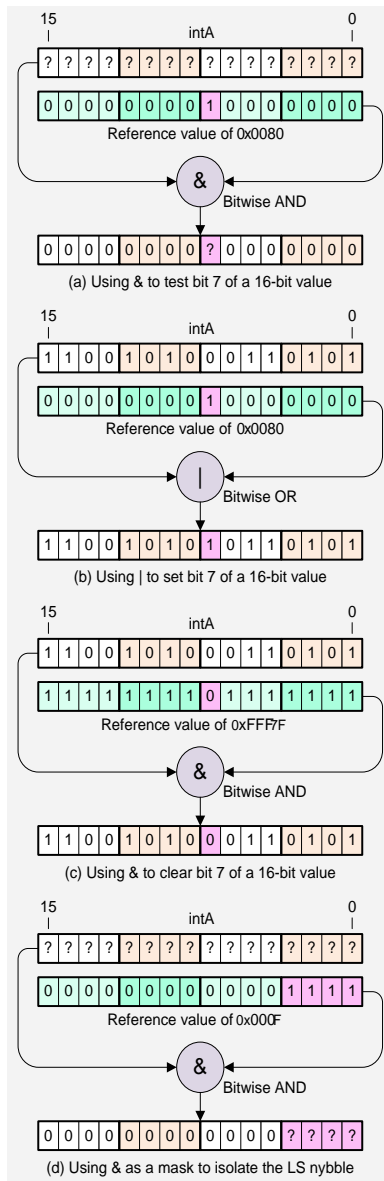 15 0
intA
? ? ? ? ? ? ? ? ? ? ? ? ? ? ? ?
0 0 0 0 0 0 0 0 1 0 0 0 0 0 0 0
Reference value of 0x0080
&
Bitwise AND
0 0 0 0 0 0 0 0 ? 0 0 0 0 0 0 0
(a) Using & to test bit 7 of a 16-bit value
15 0
intA
1 1 0 0 1 0 1 0 0 0 1 1 0 1 0 1
0 0 0 0 0 0 0 0 1 0 0 0 0 0 0 0
Reference value of 0x0080
|
Bitwise OR
1 1 0 0 1 0 1 0 1 0 1 1 0 1 0 1
(b) Using | to set bit 7 of a 16-bit value
15 0
intA
1 1 0 0 1 0 1 0 0 0 1 1 0 1 0 1
1 1 1 1 1 1 1 1 0 1 1 1 1 1 1 1
Reference value of 0xFFF7F
&
Bitwise AND
1 1 0 0 1 0 1 0 0 0 1 1 0 1 0 1
(c) Using & to clear bit 7 of a 16-bit value
15 0
intA
? ? ? ? ? ? ? ? ? ? ? ? ? ? ? ?
0 0 0 0 0 0 0 0 0 0 0 0 1 1 1 1
Reference value of 0x000F
&
Bitwise AND
0 0 0 0 0 0 0 0 0 0 0 0 ? ? ? ?
(d) Using & as a mask to isolate the LS nybble